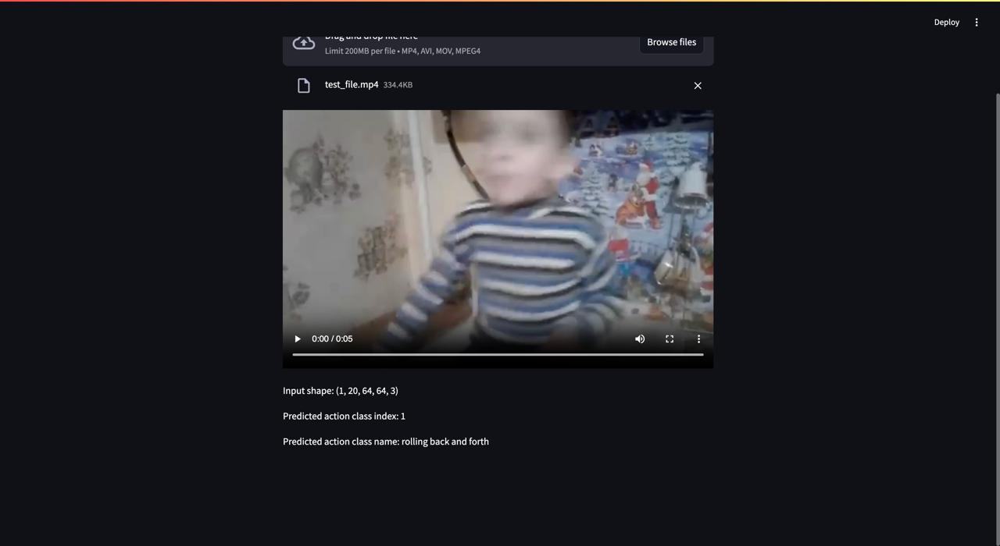 Deploy
Drag and drop file here
Limit 200MB per file • MP4, AVI, MOV, MPEG4
Browse files
test_file.mp4 334.4KB
0:00 / 0:05
Input shape: (1, 20, 64, 64, 3)
Predicted action class index: 1
Predicted action class name: rolling back and forth